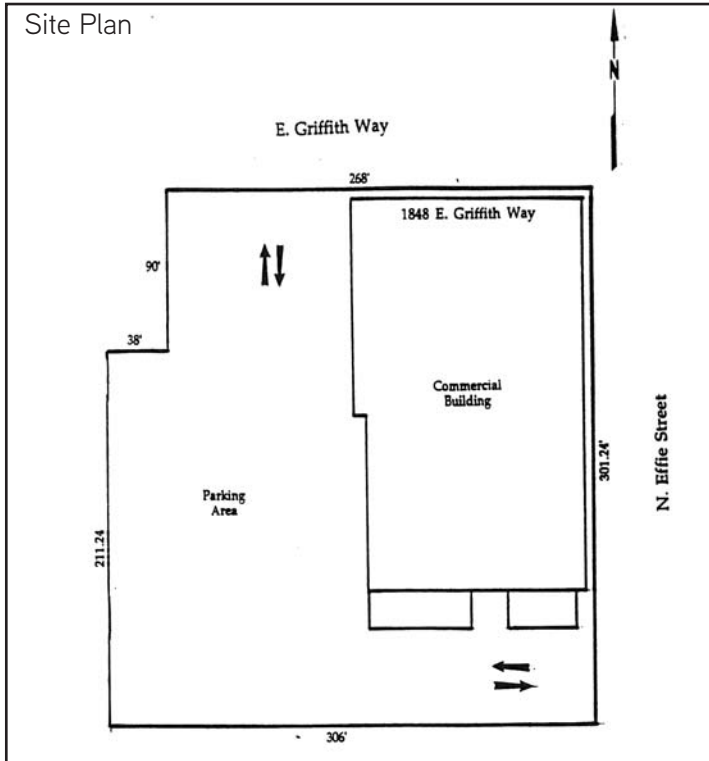 Site Plan
N
E. Griffith Way
268'
1848 E. Griffith Way
90'
38'
Commercial
Building
N. Effie Street
301.24'
Parking
Area
211.24
306'